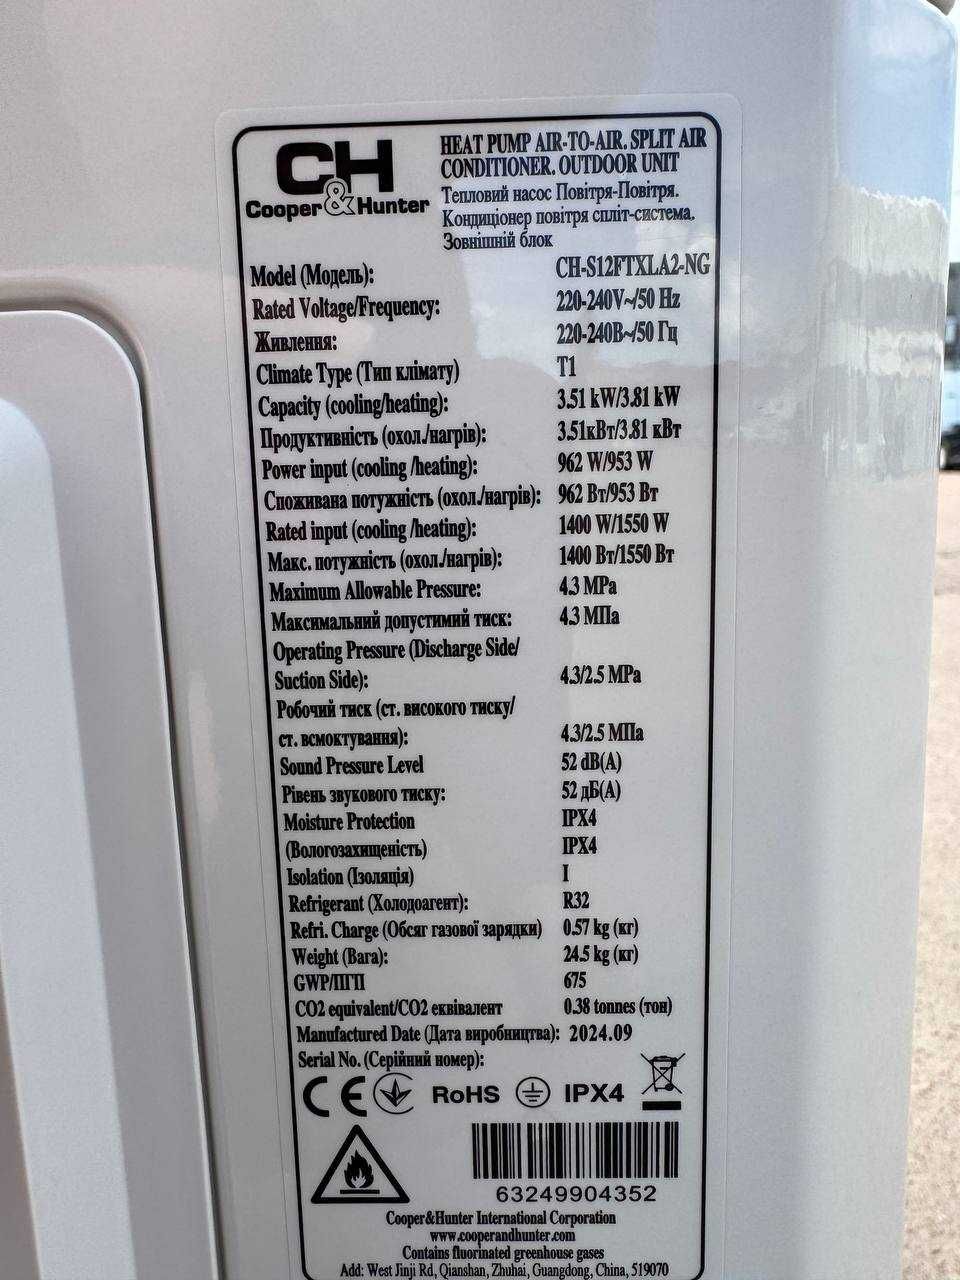 CH
Cooper&Hunter
HEAT PUMP AIR-TO-AIR. SPLIT AIR
CONDITIONER. OUTDOOR UNIT
Тепловий насос Повітря-Повітря.
Кондиціонер повітря спліт-система.
Зовнішній блок
Model (Модель): CH-S12FTXLA2-NG
Rated Voltage/Frequency: 220-240V~/50 Hz
Живлення: 220-240В~/50 Гц
Climate Type (Тип клімату) T1
Capacity (cooling/heating): 3.51 kW/3.81 kW
Продуктивність (охол./нагрів): 3.51кВт/3.81 кВт
Power input (cooling /heating): 962 W/953 W
Споживана потужність (охол./нагрів): 962 Вт/953 Вт
Rated input (cooling /heating): 1400 W/1550 W
Макс. потужність (охол./нагрів): 1400 Вт/1550 Вт
Maximum Allowable Pressure: 4.3 MPa
Максимальний допустимий тиск: 4.3 МПа
Operating Pressure (Discharge Side/
Suction Side): 4.3/2.5 MPa
Робочий тиск (ст. високого тиску/
ст. всмоктування): 4.3/2.5 МПа
Sound Pressure Level 52 dB(A)
Рівень звукового тиску: 52 дБ(А)
Moisture Protection IPX4
(Вологозахищеність) IPX4
Isolation (Ізоляція) I
Refrigerant (Холодоагент): R32
Refri. Charge (Обсяг газової зарядки) 0.57 kg (кг)
Weight (Вага): 24.5 kg (кг)
GWP/ПГП 675
CO2 equivalent/CO2 еквівалент 0.38 tonnes (тон)
Manufactured Date (Дата виробництва): 2024.09
Serial No. (Серійний номер):
CE RoHS IPX4
63249904352
Cooper&Hunter International Corporation
www.cooperandhunter.com
Contains fluorinated greenhouse gases
Add: West Jinji Rd, Qianshan, Zhuhai, Guangdong, China, 519070